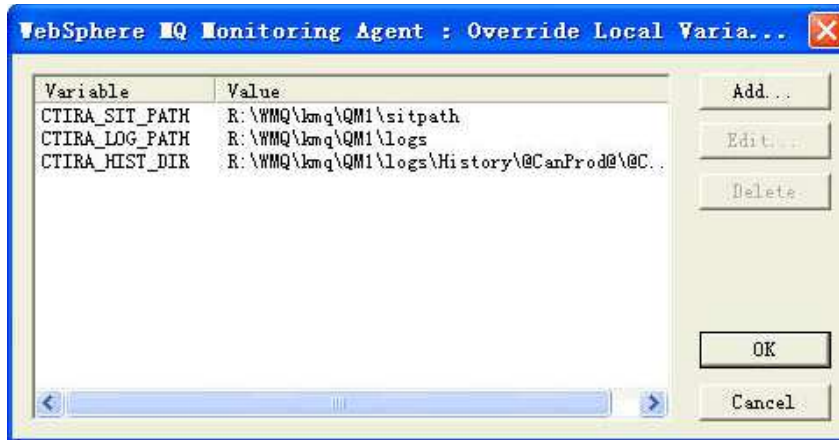 WebSphere MQ Monitoring Agent : Override Local Varia...
Variable Value
CTIRA_SIT_PATH R:\WMQ\kmq\QM1\sitpath
CTIRA_LOG_PATH R:\WMQ\kmq\QM1\logs
CTIRA_HIST_DIR R:\WMQ\kmq\QM1\logs\History\@CanProd@\@C..
Add...
Edit...
Delete
OK
Cancel